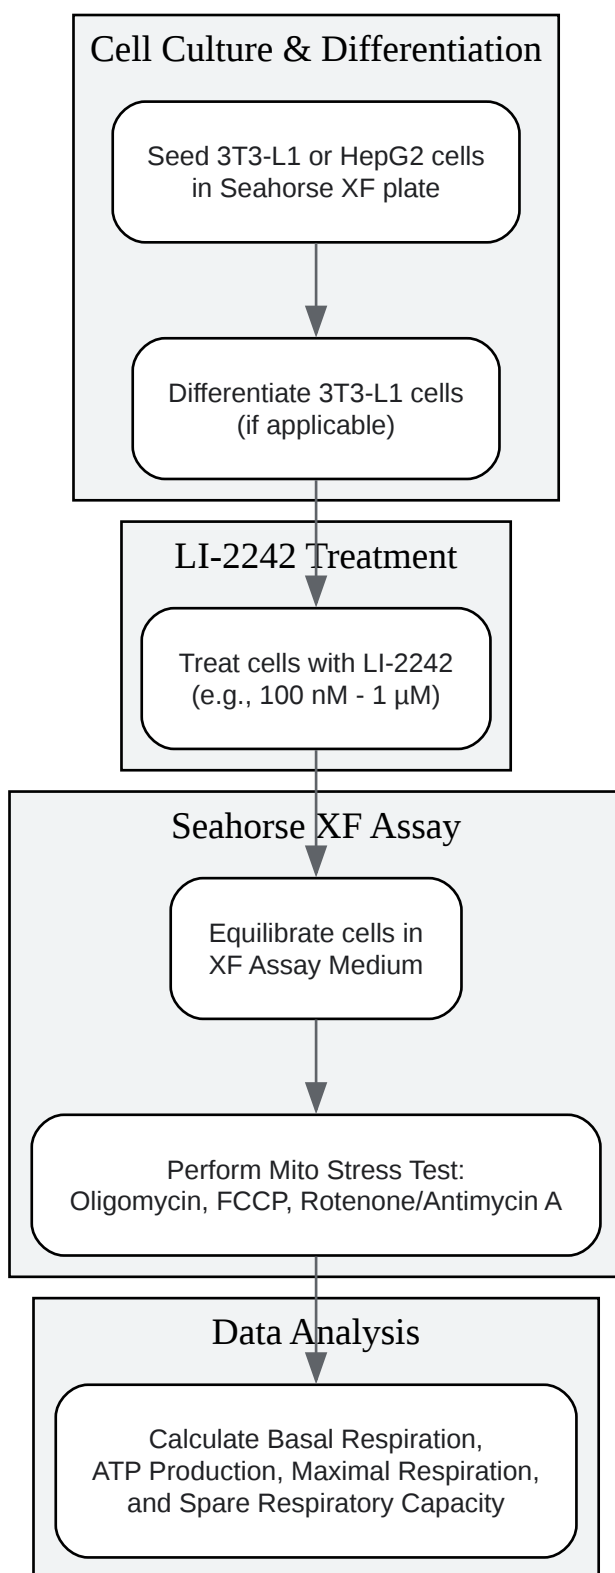 Cell Culture & Differentiation
Seed 3T3-L1 or HepG2 cells
in Seahorse XF plate
Differentiate 3T3-L1 cells
(if applicable)
LI-2242 Treatment
Treat cells with LI-2242
(e.g., 100 nM - 1 µM)
Seahorse XF Assay
Equilibrate cells in
XF Assay Medium
Perform Mito Stress Test:
Oligomycin, FCCP, Rotenone/Antimycin A
Data Analysis
Calculate Basal Respiration,
ATP Production, Maximal Respiration,
and Spare Respiratory Capacity